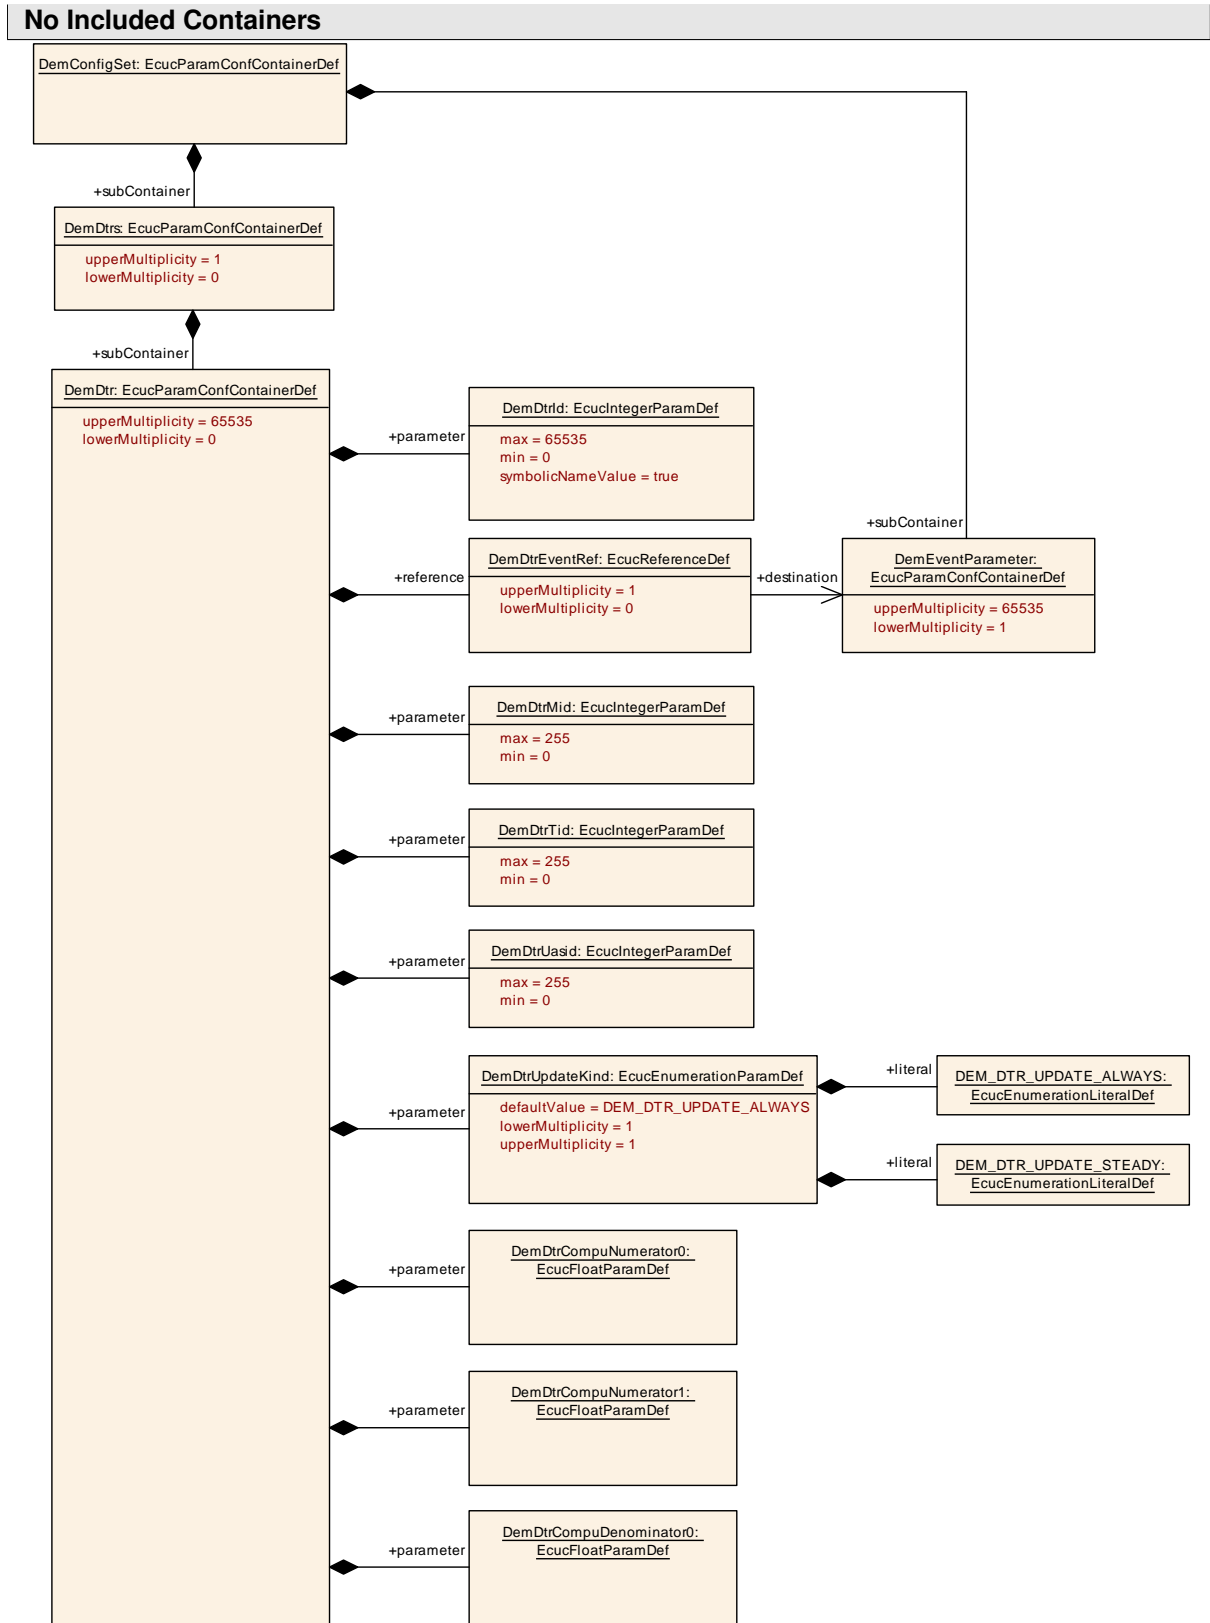 No Included Containers
DemConfigSet: EcucParamConfContainerDef
+subContainer
DemDtrs: EcucParamConfContainerDef
upperMultiplicity = 1
lowerMultiplicity = 0
+subContainer
DemDtr: EcucParamConfContainerDef
upperMultiplicity = 65535
lowerMultiplicity = 0
+parameter
DemDtrId: EcucIntegerParamDef
max = 65535
min = 0
symbolicNameValue = true
+subContainer
+reference
DemDtrEventRef: EcucReferenceDef
upperMultiplicity = 1
lowerMultiplicity = 0
+destination
DemEventParameter:
EcucParamConfContainerDef
upperMultiplicity = 65535
lowerMultiplicity = 1
+parameter
DemDtrMid: EcucIntegerParamDef
max = 255
min = 0
+parameter
DemDtrTid: EcucIntegerParamDef
max = 255
min = 0
+parameter
DemDtrUasid: EcucIntegerParamDef
max = 255
min = 0
+parameter
DemDtrUpdateKind: EcucEnumerationParamDef
defaultValue = DEM_DTR_UPDATE_ALWAYS
lowerMultiplicity = 1
upperMultiplicity = 1
+literal
DEM_DTR_UPDATE_ALWAYS:
EcucEnumerationLiteralDef
+literal
DEM_DTR_UPDATE_STEADY:
EcucEnumerationLiteralDef
+parameter
DemDtrCompuNumerator0:
EcucFloatParamDef
+parameter
DemDtrCompuNumerator1:
EcucFloatParamDef
+parameter
DemDtrCompuDenominator0:
EcucFloatParamDef